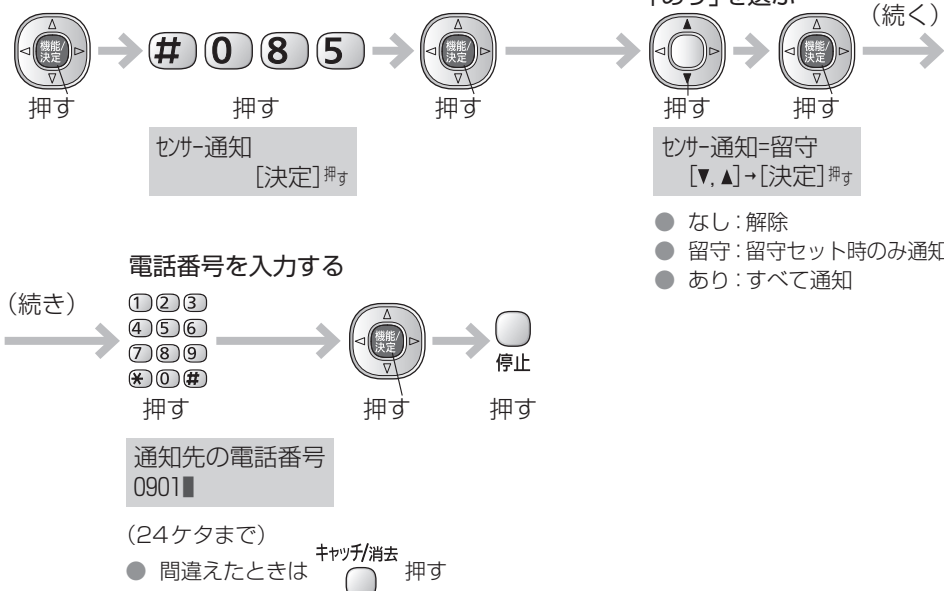 「あり」を選ぶ
(続く)
機能/決定
# 0 8 5
機能/決定
機能/決定
押す
押す
押す
押す
押す
センサー通知
[決定]押す
センサー通知=留守
[▼,▲]→[決定]押す
● なし:解除
● 留守:留守セット時のみ通知
● あり:すべて通知
電話番号を入力する
(続き)
1 2 3
4 5 6
7 8 9
* 0 #
機能/決定
停止
押す
押す
押す
通知先の電話番号
0901
(24ケタまで)
● 間違えたときは キャッチ/消去 押す